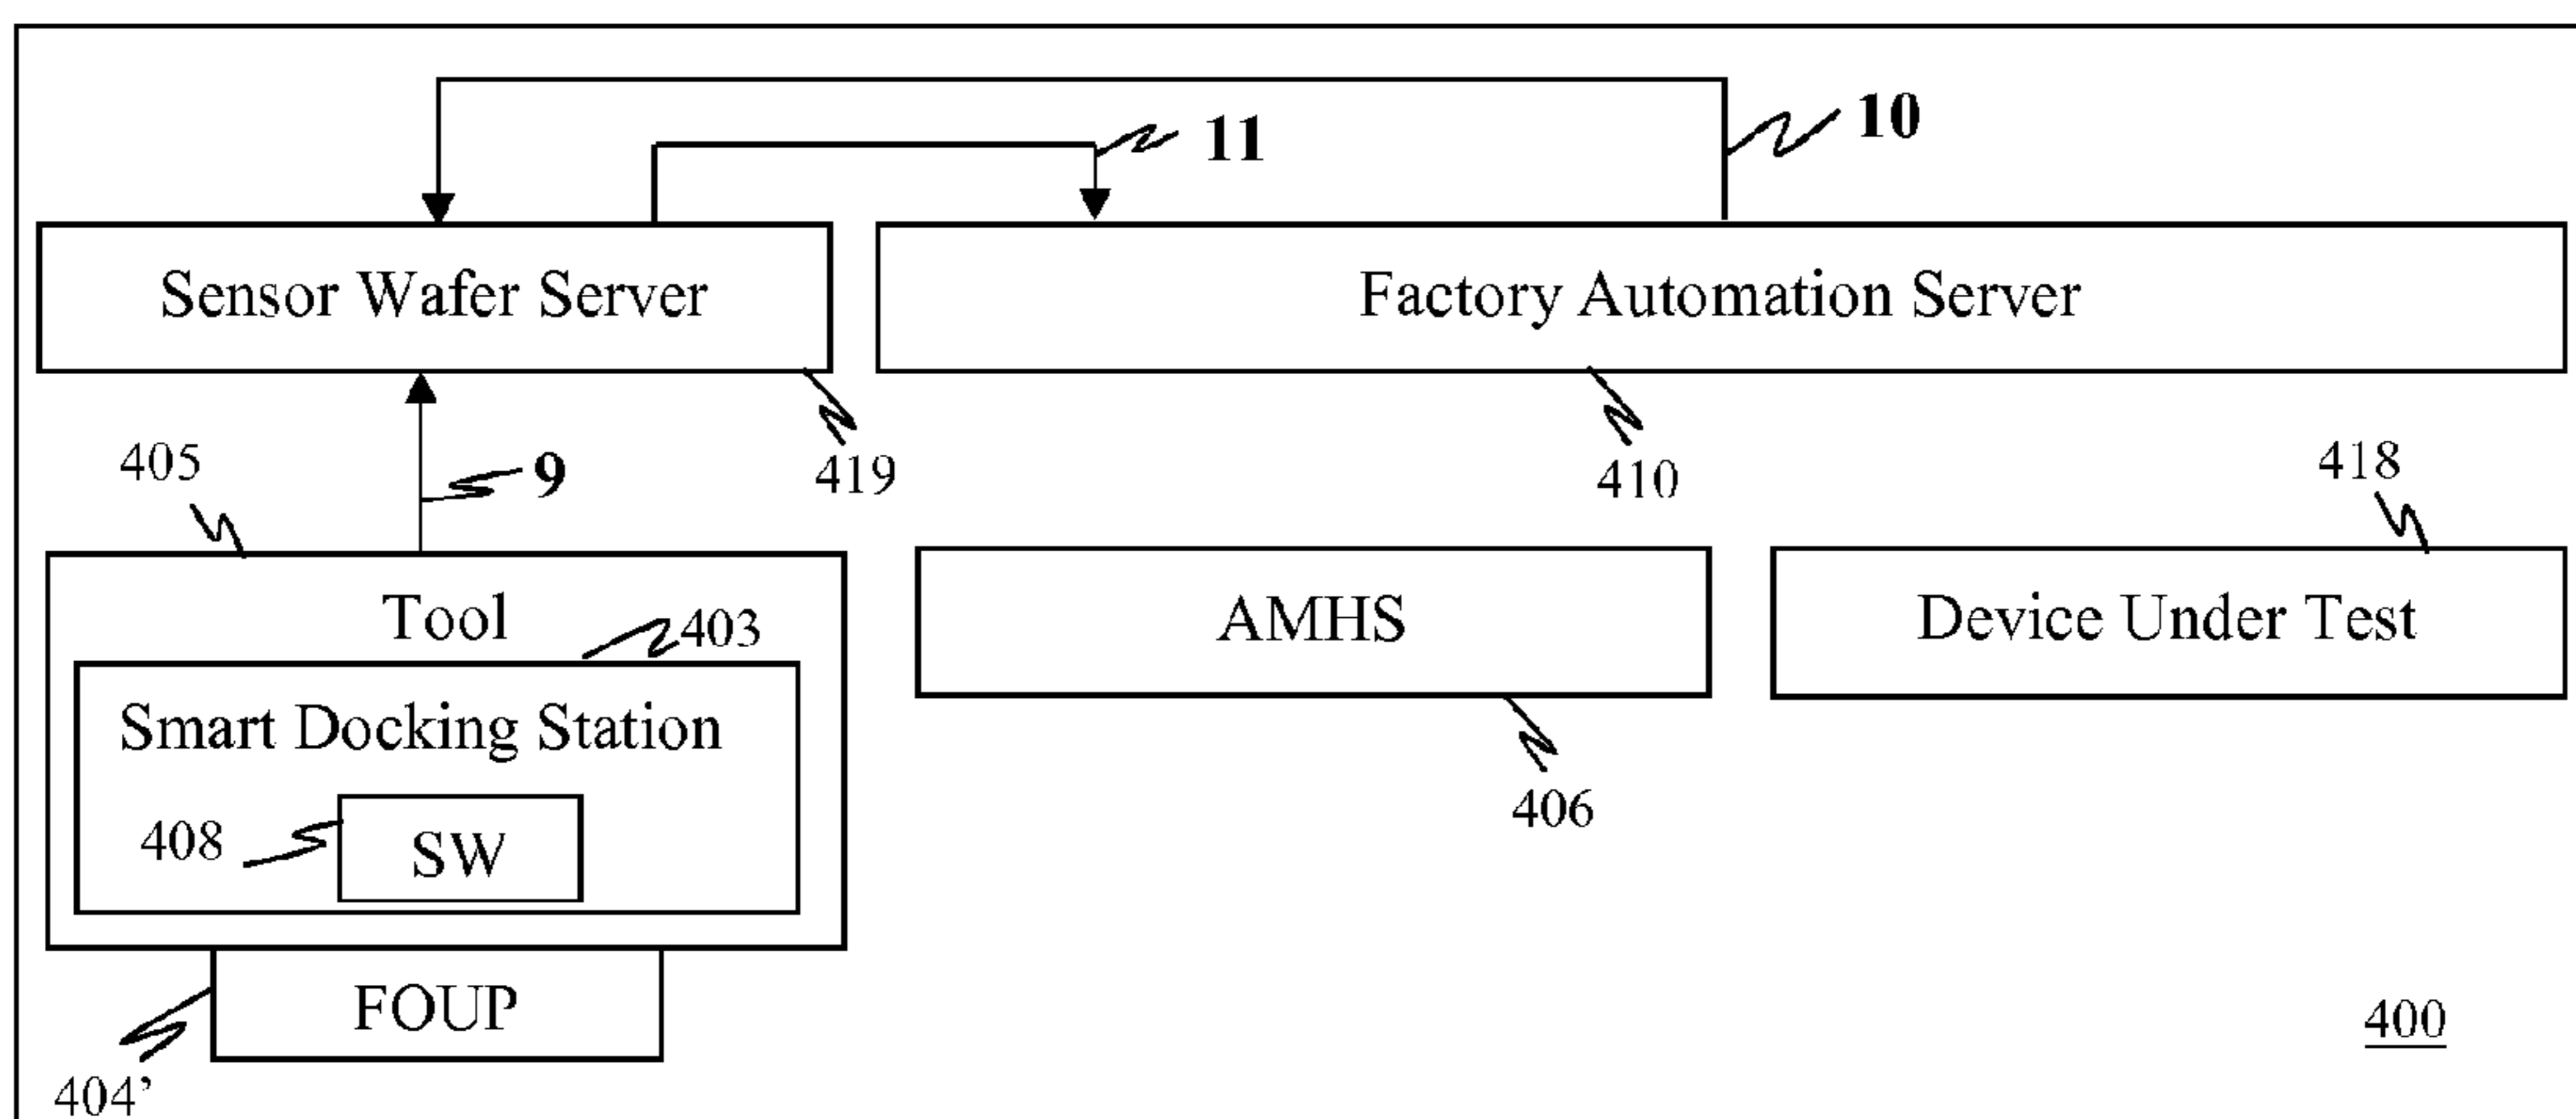 10
11
Sensor Wafer Server
Factory Automation Server
405
9
419
410
418
Tool
403
AMHS
Device Under Test
Smart Docking Station
408
SW
406
FOUP
400
404’